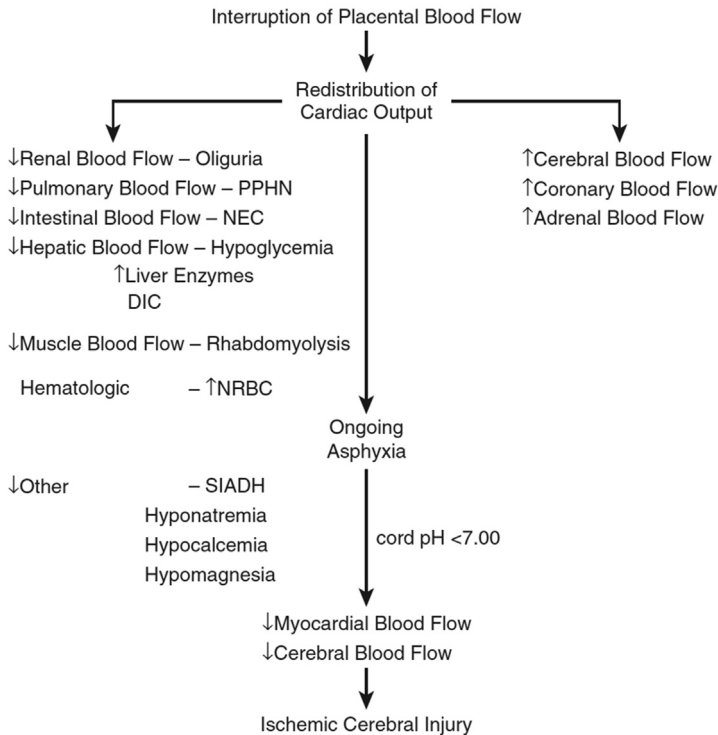 Interruption of Placental Blood Flow
Redistribution of
Cardiac Output
↓Renal Blood Flow – Oliguria
↓Pulmonary Blood Flow – PPHN
↓Intestinal Blood Flow – NEC
↓Hepatic Blood Flow – Hypoglycemia
↑Liver Enzymes
DIC
↓Muscle Blood Flow – Rhabdomyolysis
Hematologic – ↑NRBC
↓Other – SIADH
Hyponatremia
Hypocalcemia
Hypomagnesia
↑Cerebral Blood Flow
↑Coronary Blood Flow
↑Adrenal Blood Flow
Ongoing
Asphyxia
cord pH <7.00
↓Myocardial Blood Flow
↓Cerebral Blood Flow
Ischemic Cerebral Injury